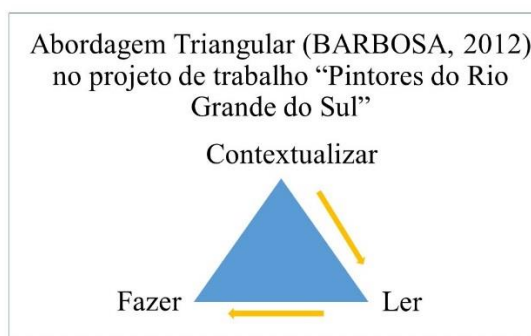 Abordagem Triangular (BARBOSA, 2012)
no projeto de trabalho “Pintores do Rio
Grande do Sul”
Contextualizar
Fazer
Ler